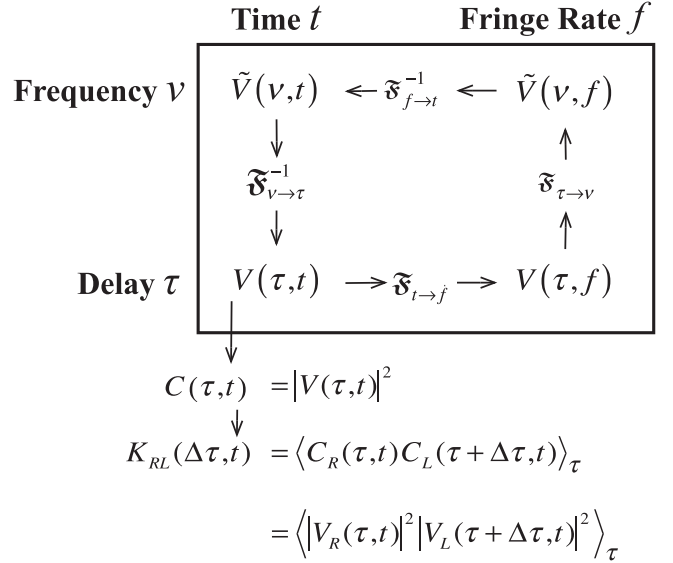 Time t Fringe Rate f
Frequency ν Ṽ(ν,t) ← 𝔉⁻¹_{f→t} ← Ṽ(ν,f)
↓ ↑
𝔉⁻¹_{ν→τ} 𝔉_{τ→ν}
↓ ↑
Delay τ V(τ,t) → 𝔉_{t→f} → V(τ,f)
↓
C(τ,t) = |V(τ,t)|²
↓
K_{RL}(Δτ,t) = ⟨C_R(τ,t)C_L(τ+Δτ,t)⟩_τ
= ⟨|V_R(τ,t)|²|V_L(τ+Δτ,t)|²⟩_τ